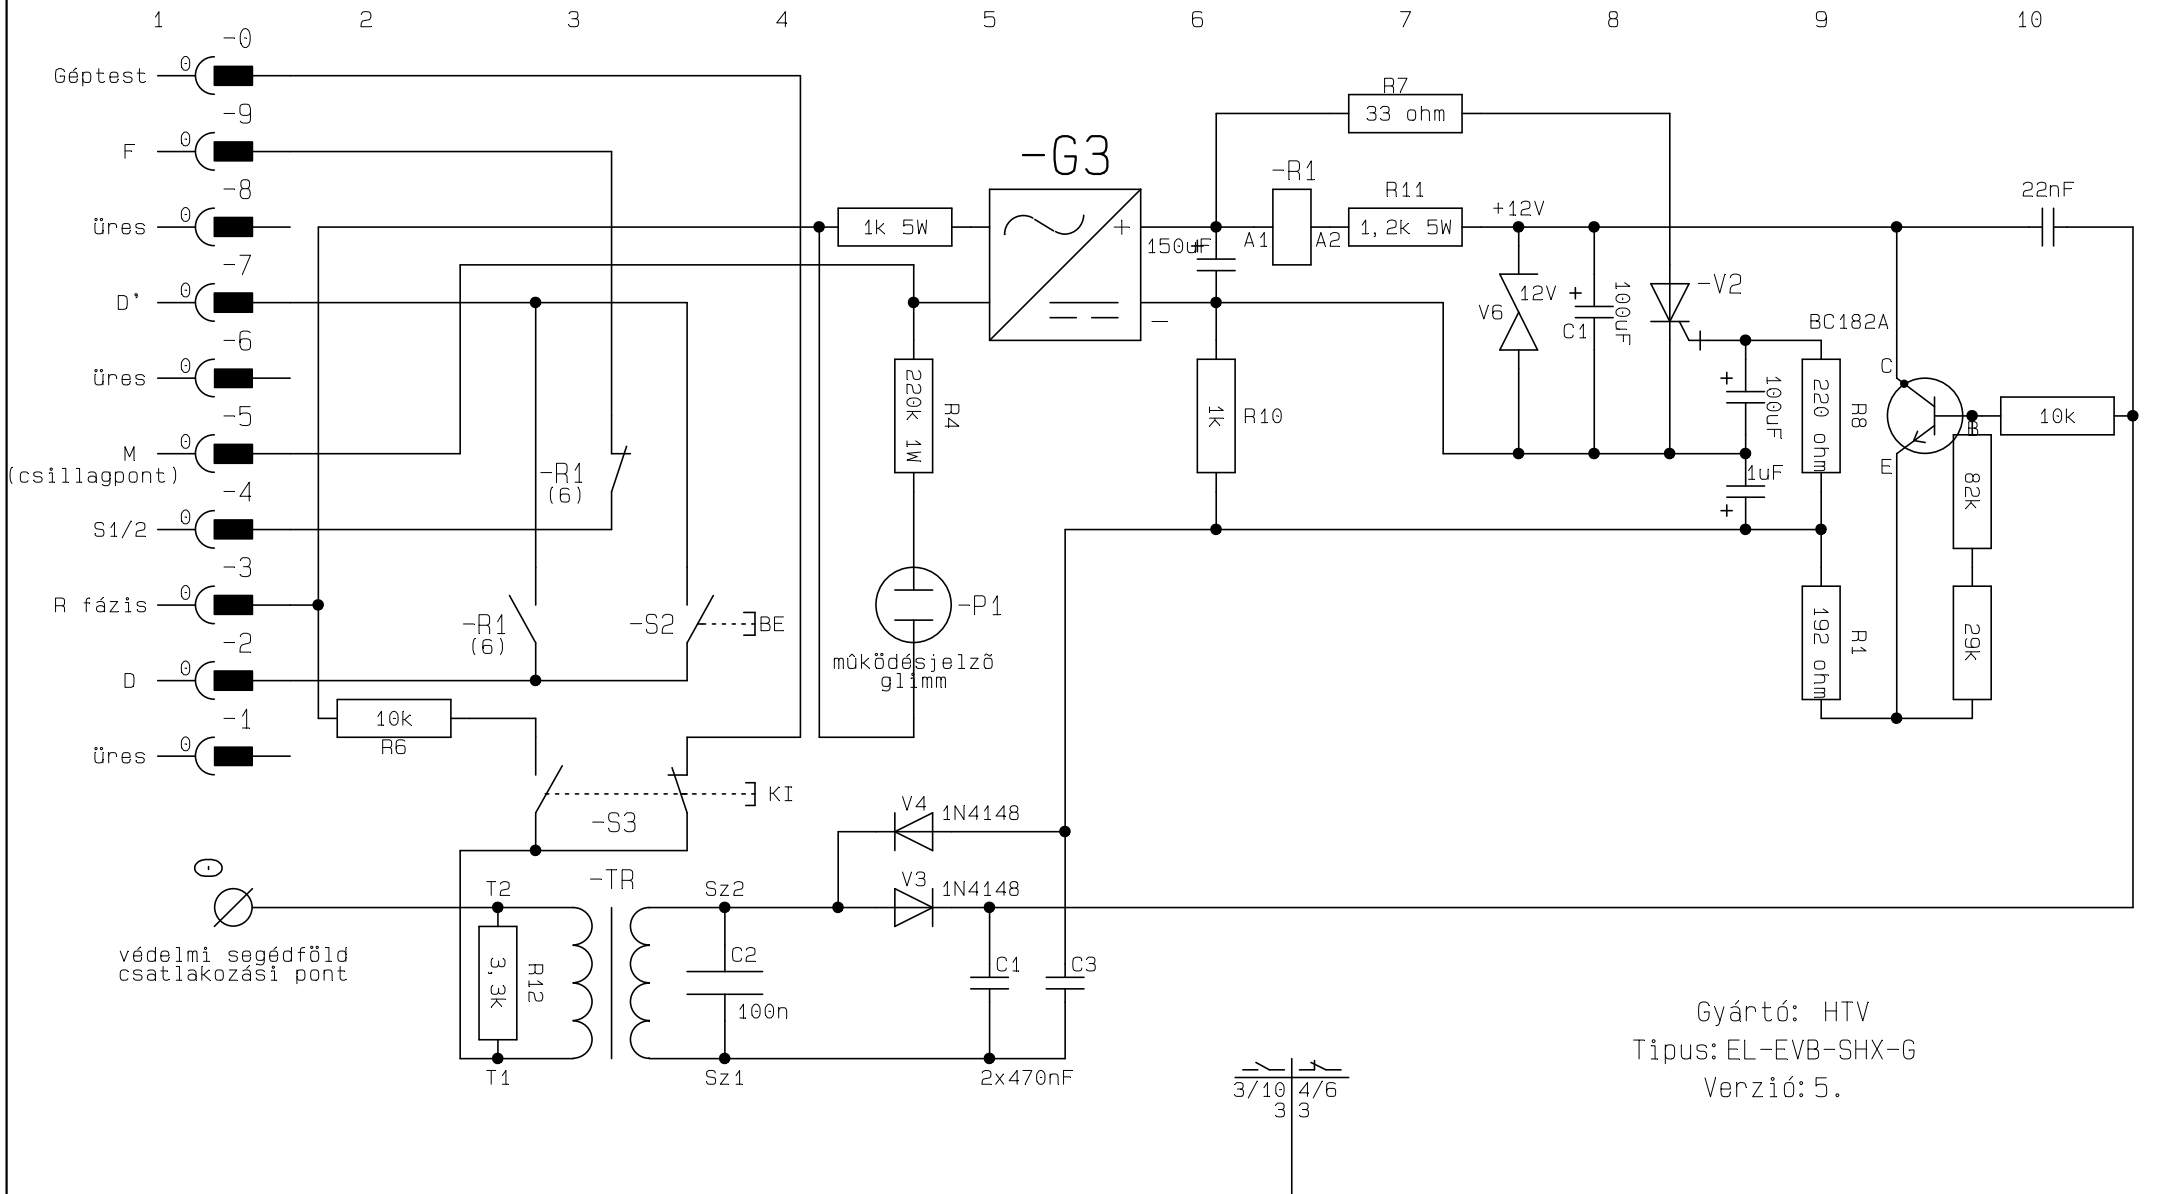 1 2 3 4 5 6 7 8 9 10
-0
Géptest 0
-9
F 0
-8
üres 0
-7
D' 0
-6
üres 0
-5
M 0
(csillagpont)
-4
S1/2 0
-3
R fázis 0
-2
D 0
-1
üres 0
10k
R6
-R1
(6)
-R1
(6)
-S2
BE
-S3
KI
0
védelmi segédföld
csatlakozási pont
T2
3,3k
R12
T1
-TR
Sz2
C2
100n
Sz1
V4
1N4148
V3
1N4148
C1
C3
2x470nF
1k 5W
220k 1W
R4
-P1
mûködésjelzõ
glimm
-G3
+
-
150uF
+
R7
33 ohm
-R1
A1
A2
R11
1,2k 5W
+12V
1k
R10
V6
12V
+
C1
100uF
-V2
+
100uF
1uF
+
220 ohm
R8
192 ohm
R1
BC182A
C
B
E
22nF
10k
82k
29k
3/10 4/6
3 3
Gyártó: HTV
Tipus: EL-EVB-SHX-G
Verzió: 5.